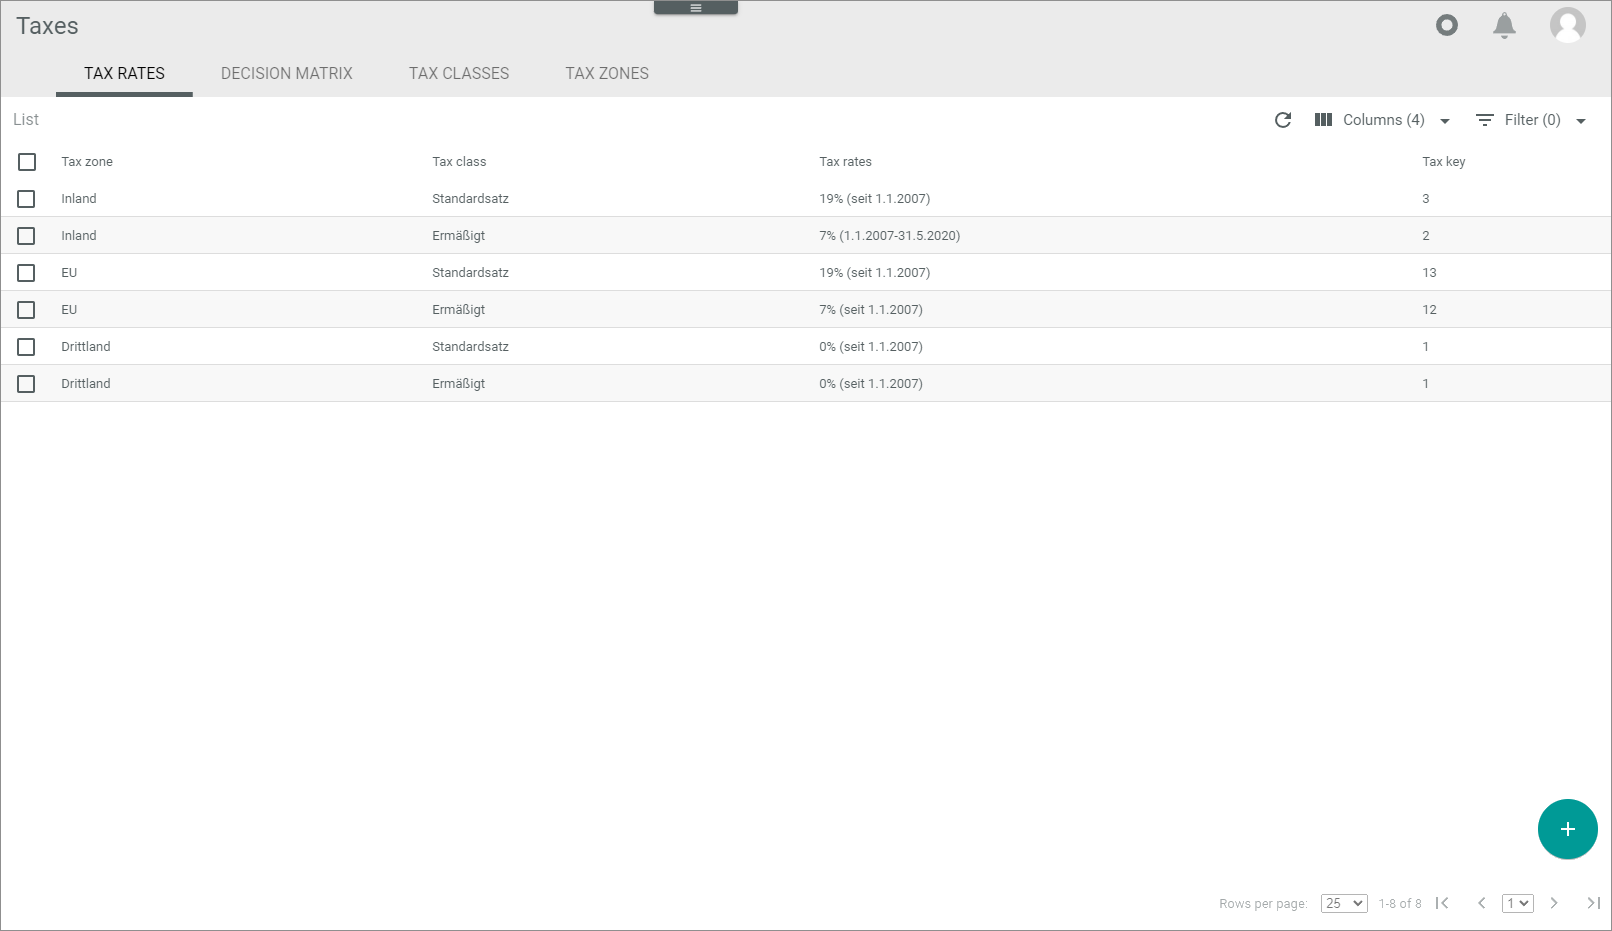 Taxes
TAX RATES DECISION MATRIX TAX CLASSES TAX ZONES
List Columns (4) Filter (0)
Tax zone Tax class Tax rates Tax key
Inland Standardsatz 19% (seit 1.1.2007) 3
Inland Ermäßigt 7% (1.1.2007-31.5.2020) 2
EU Standardsatz 19% (seit 1.1.2007) 13
EU Ermäßigt 7% (seit 1.1.2007) 12
Drittland Standardsatz 0% (seit 1.1.2007) 1
Drittland Ermäßigt 0% (seit 1.1.2007) 1
Rows per page: 25 1-8 of 8 1